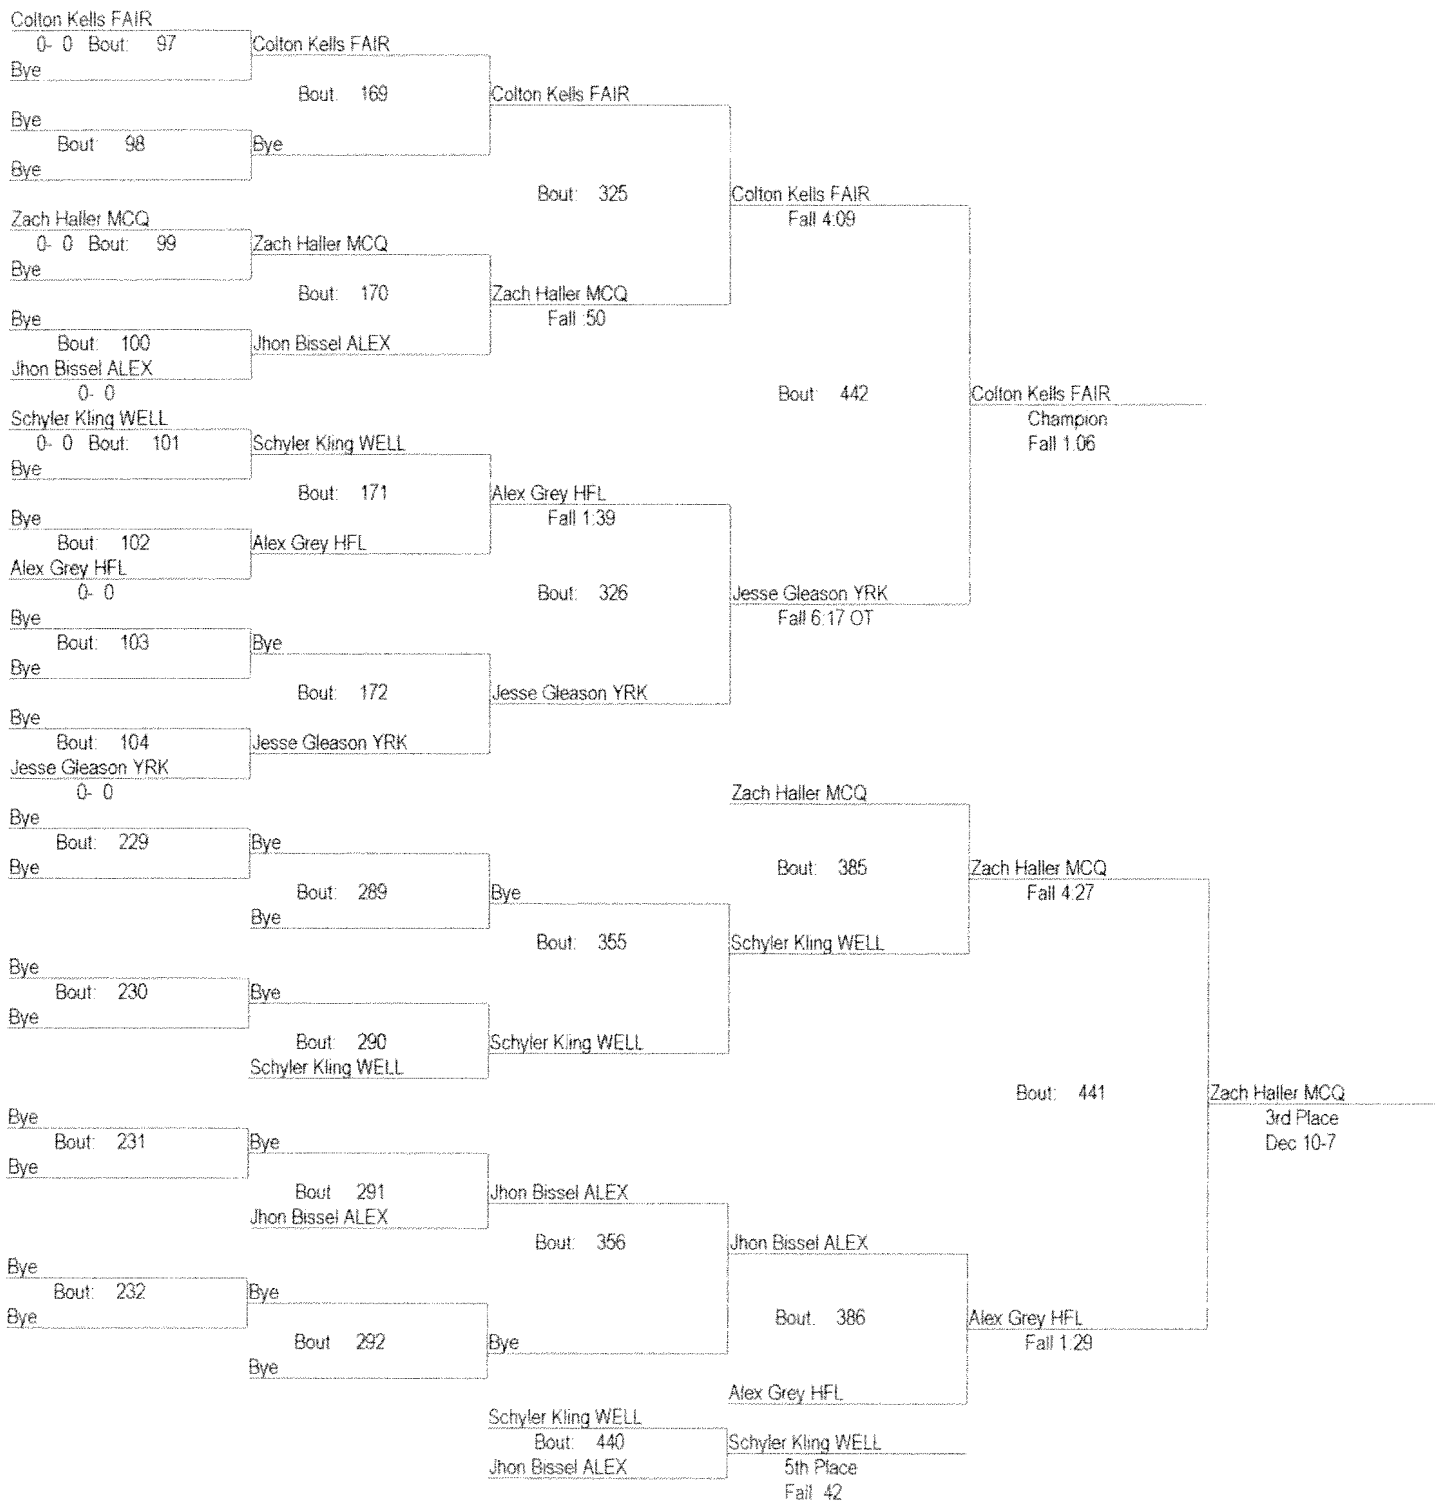 Colton Kells FAIR
0- 0 Bout: 97
Colton Kells FAIR
Bye
Bout. 169
Colton Kells FAIR
Bye
Bout: 98
Bye
Bye
Bout: 325
Colton Kells FAIR
Fall 4:09
Zach Haller MCQ
0- 0 Bout: 99
Zach Haller MCQ
Bye
Bout: 170
Zach Haller MCQ
Fall :50
Bye
Bout: 100
Jhon Bissel ALEX
Jhon Bissel ALEX
0- 0
Bout: 442
Colton Kells FAIR
Champion
Fall 1:06
Schyler Kling WELL
0- 0 Bout: 101
Schyler Kling WELL
Bye
Bout: 171
Alex Grey HFL
Fall 1:39
Bye
Bout: 102
Alex Grey HFL
Alex Grey HFL
0- 0
Bout: 326
Jesse Gleason YRK
Fall 6:17 OT
Bye
Bout: 103
Bye
Bye
Bout: 172
Jesse Gleason YRK
Bye
Bout: 104
Jesse Gleason YRK
Jesse Gleason YRK
0- 0
Zach Haller MCQ
Bye
Bout: 229
Bye
Bye
Bout: 385
Zach Haller MCQ
Fall 4:27
Bout: 289
Bye
Bye
Bout: 355
Schyler Kling WELL
Bye
Bout: 230
Bye
Bye
Bout: 290
Schyler Kling WELL
Schyler Kling WELL
Bout: 441
Zach Haller MCQ
3rd Place
Dec 10-7
Bye
Bout: 231
Bye
Bye
Bout 291
Jhon Bissel ALEX
Jhon Bissel ALEX
Bout: 356
Jhon Bissel ALEX
Bye
Bout: 232
Bye
Bye
Bout 292
Bye
Bye
Bout. 386
Alex Grey HFL
Fall 1:29
Alex Grey HFL
Schyler Kling WELL
Bout: 440
Schyler Kling WELL
Jhon Bissel ALEX
5th Place
Fall 42